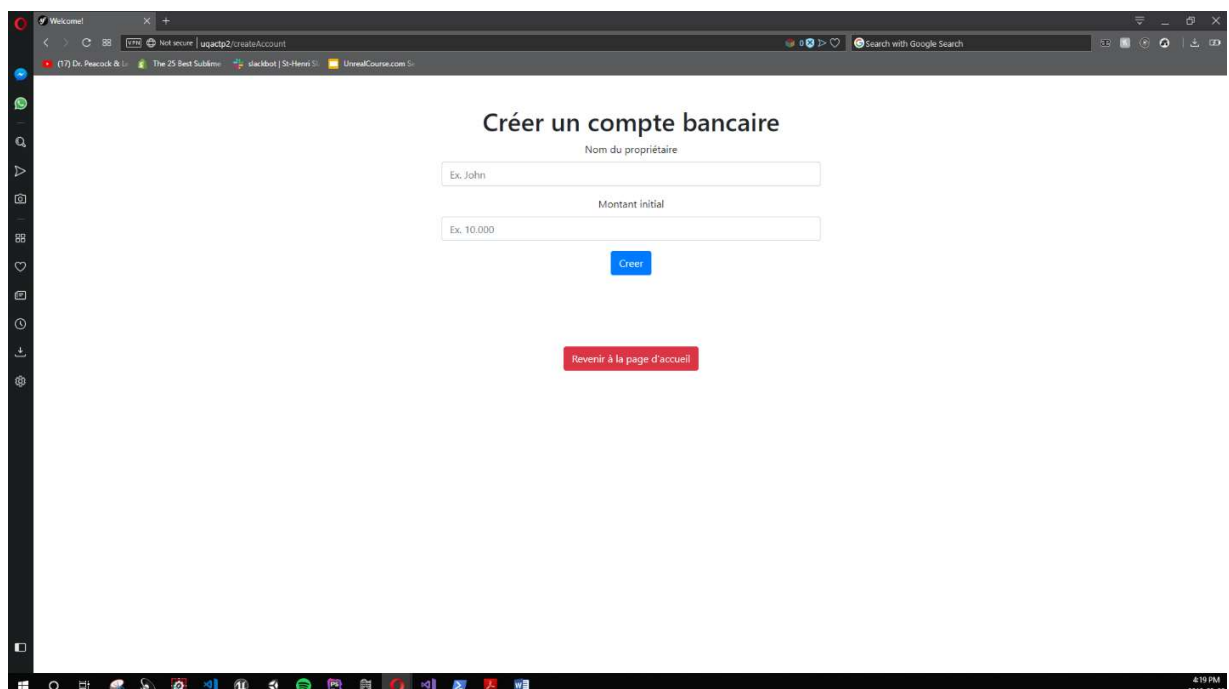 Welcome!
VPN
Not secure | uqactp2/createAccount
0
Search with Google Search
(17) Dr. Peacock &
The 25 Best Sublime
slackbot | St-Henri
UnrealCourse.com
Créer un compte bancaire
Nom du propriétaire
Ex. John
Montant initial
Ex. 10.000
Creer
Revenir à la page d'accueil
4:19 PM